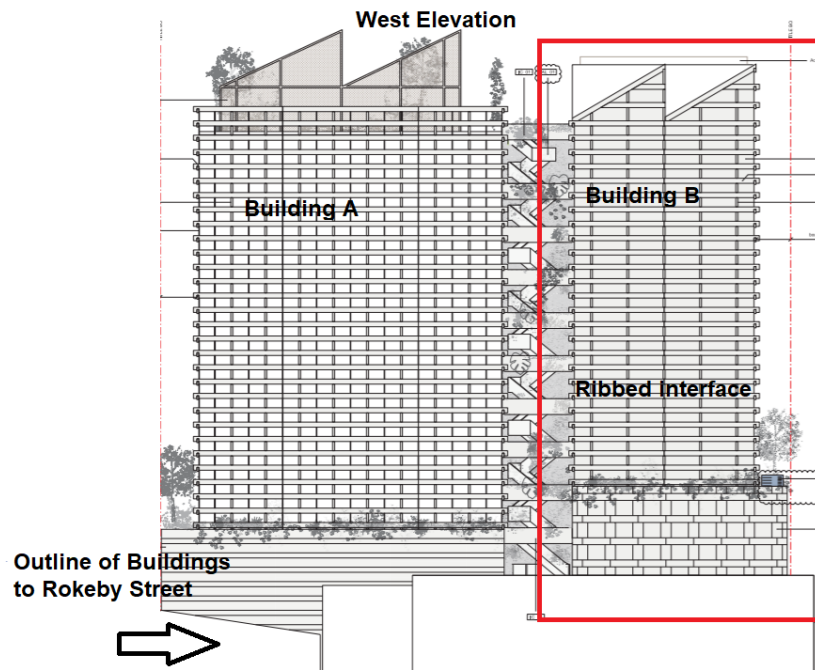 West Elevation
Building A
Building B
Ribbed Interface
Outline of Buildings
to Rokeby Street